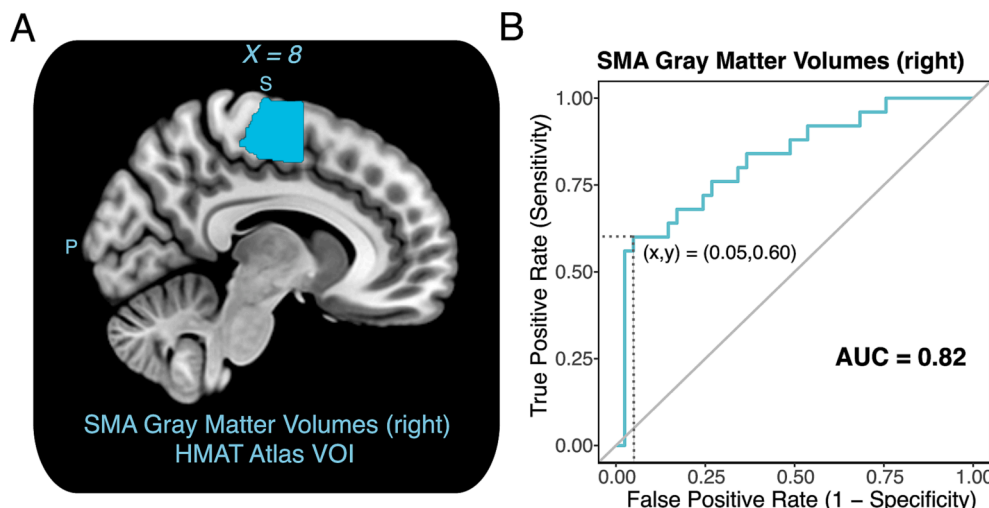 A
X = 8
S
P
SMA Gray Matter Volumes (right)
HMAT Atlas VOI
B
SMA Gray Matter Volumes (right)
True Positive Rate (Sensitivity)
1.00
0.75
0.50
0.25
0.00
(x,y) = (0.05,0.60)
AUC = 0.82
0.00 0.25 0.50 0.75 1.00
False Positive Rate (1 − Specificity)